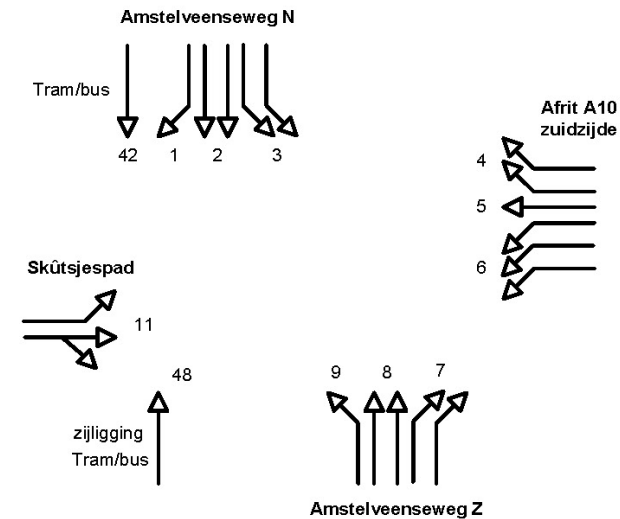 Amstelveenseweg N
Tram/bus
Afrit A10
zuidzijde
42 1 2 3
4
5
6
Skûtsjespad
11
48
9 8 7
zijligging
Tram/bus
Amstelveenseweg Z